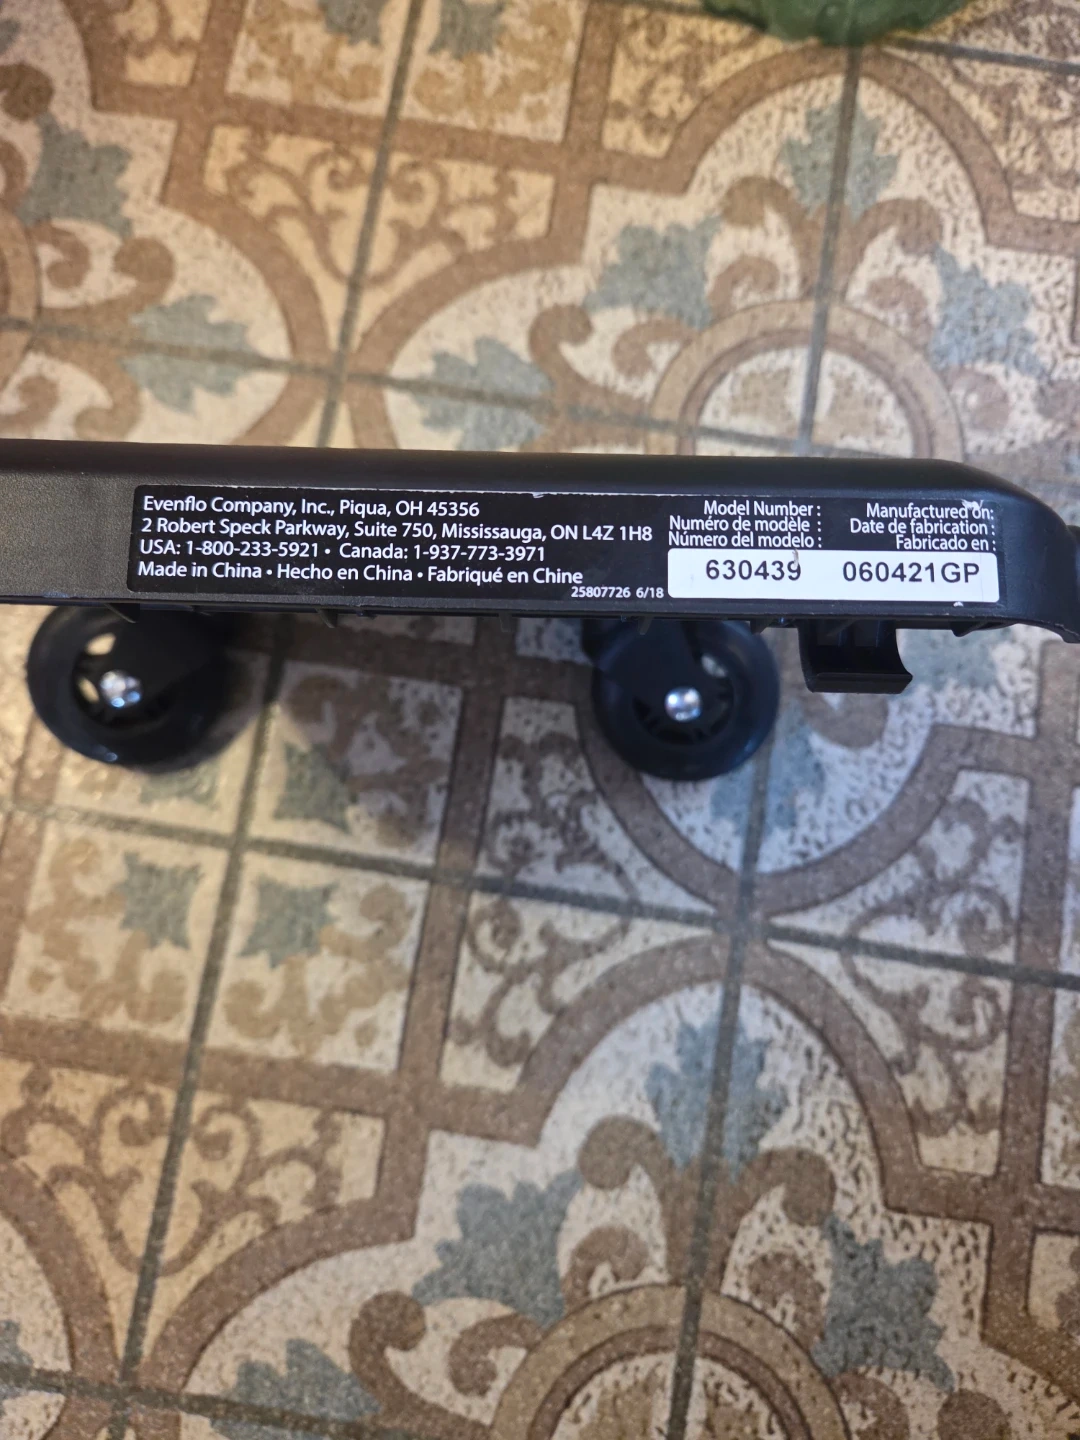 Evenflo Company, Inc., Piqua, OH 45356
2 Robert Speck Parkway, Suite 750, Mississauga, ON L4Z 1H8
USA: 1-800-233-5921 • Canada: 1-937-773-3971
Made in China • Hecho en China • Fabriqué en Chine
25807726 6/18
Model Number :
Numéro de modèle :
Número del modelo :
630439
Manufactured on:
Date de fabrication :
Fabricado en :
060421GP